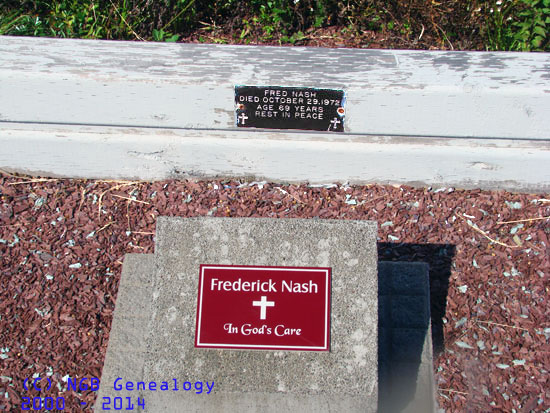 FRED NASH
DIED OCTOBER 29, 1972
AGE 69 YEARS
REST IN PEACE
Frederick Nash
In God's Care
(C) NGB Genealogy
2000 - 2014